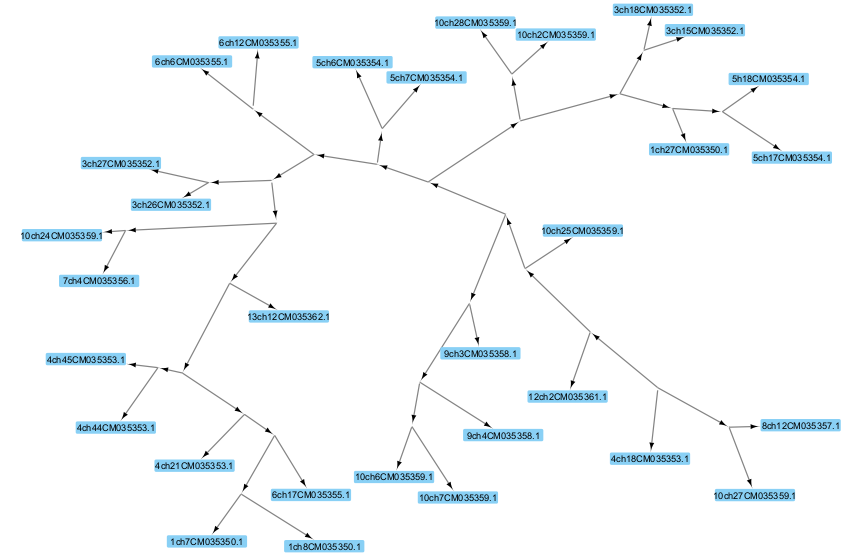 3ch18CM035352.1
10ch28CM035359.1
3ch15CM035352.1
10ch2CM035359.1
6ch12CM035355.1
6ch6CM035355.1
5ch6CM035354.1
5ch7CM035354.1
5h18CM035354.1
1ch27CM035350.1
5ch17CM035354.1
3ch27CM035352.1
3ch26CM035352.1
10ch24CM035359.1
10ch25CM035359.1
7ch4CM035356.1
13ch12CM035362.1
9ch3CM035358.1
4ch45CM035353.1
12ch2CM035361.1
4ch44CM035353.1
8ch12CM035357.1
9ch4CM035358.1
4ch18CM035353.1
4ch21CM035353.1
10ch6CM035359.1
6ch17CM035355.1
10ch7CM035359.1
10ch27CM035359.1
1ch7CM035350.1
1ch8CM035350.1